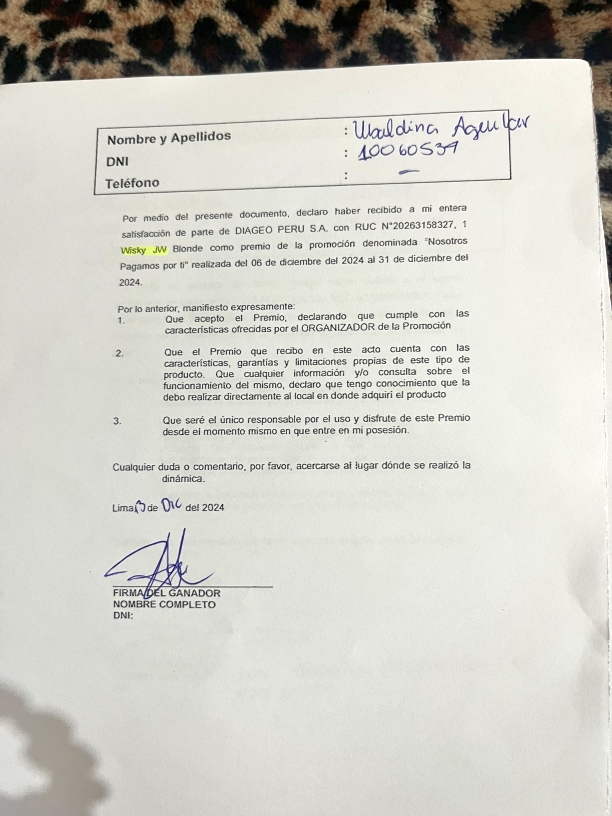 Nombre y Apellidos : Ubaldina Aguilar
DNI : 10060539
Teléfono : —
Por medio del presente documento, declaro haber recibido a mi entera
satisfacción de parte de DIAGEO PERU S.A. con RUC N°20263158327, 1
Wisky JW Blonde como premio de la promoción denominada "Nosotros
Pagamos por ti" realizada del 06 de diciembre del 2024 al 31 de diciembre del
2024.
Por lo anterior, manifiesto expresamente:
1. Que acepto el Premio, declarando que cumple con las
características ofrecidas por el ORGANIZADOR de la Promoción
2. Que el Premio que recibo en este acto cuenta con las
características, garantías y limitaciones propias de este tipo de
producto. Que cualquier información y/o consulta sobre el
funcionamiento del mismo, declaro que tengo conocimiento que la
debo realizar directamente al local en donde adquirí el producto
3. Que seré el único responsable por el uso y disfrute de este Premio
desde el momento mismo en que entre en mi posesión.
Cualquier duda o comentario, por favor, acercarse al lugar dónde se realizó la
dinámica.
Lima, 13 de Dic del 2024
FIRMA DEL GANADOR
NOMBRE COMPLETO
DNI: